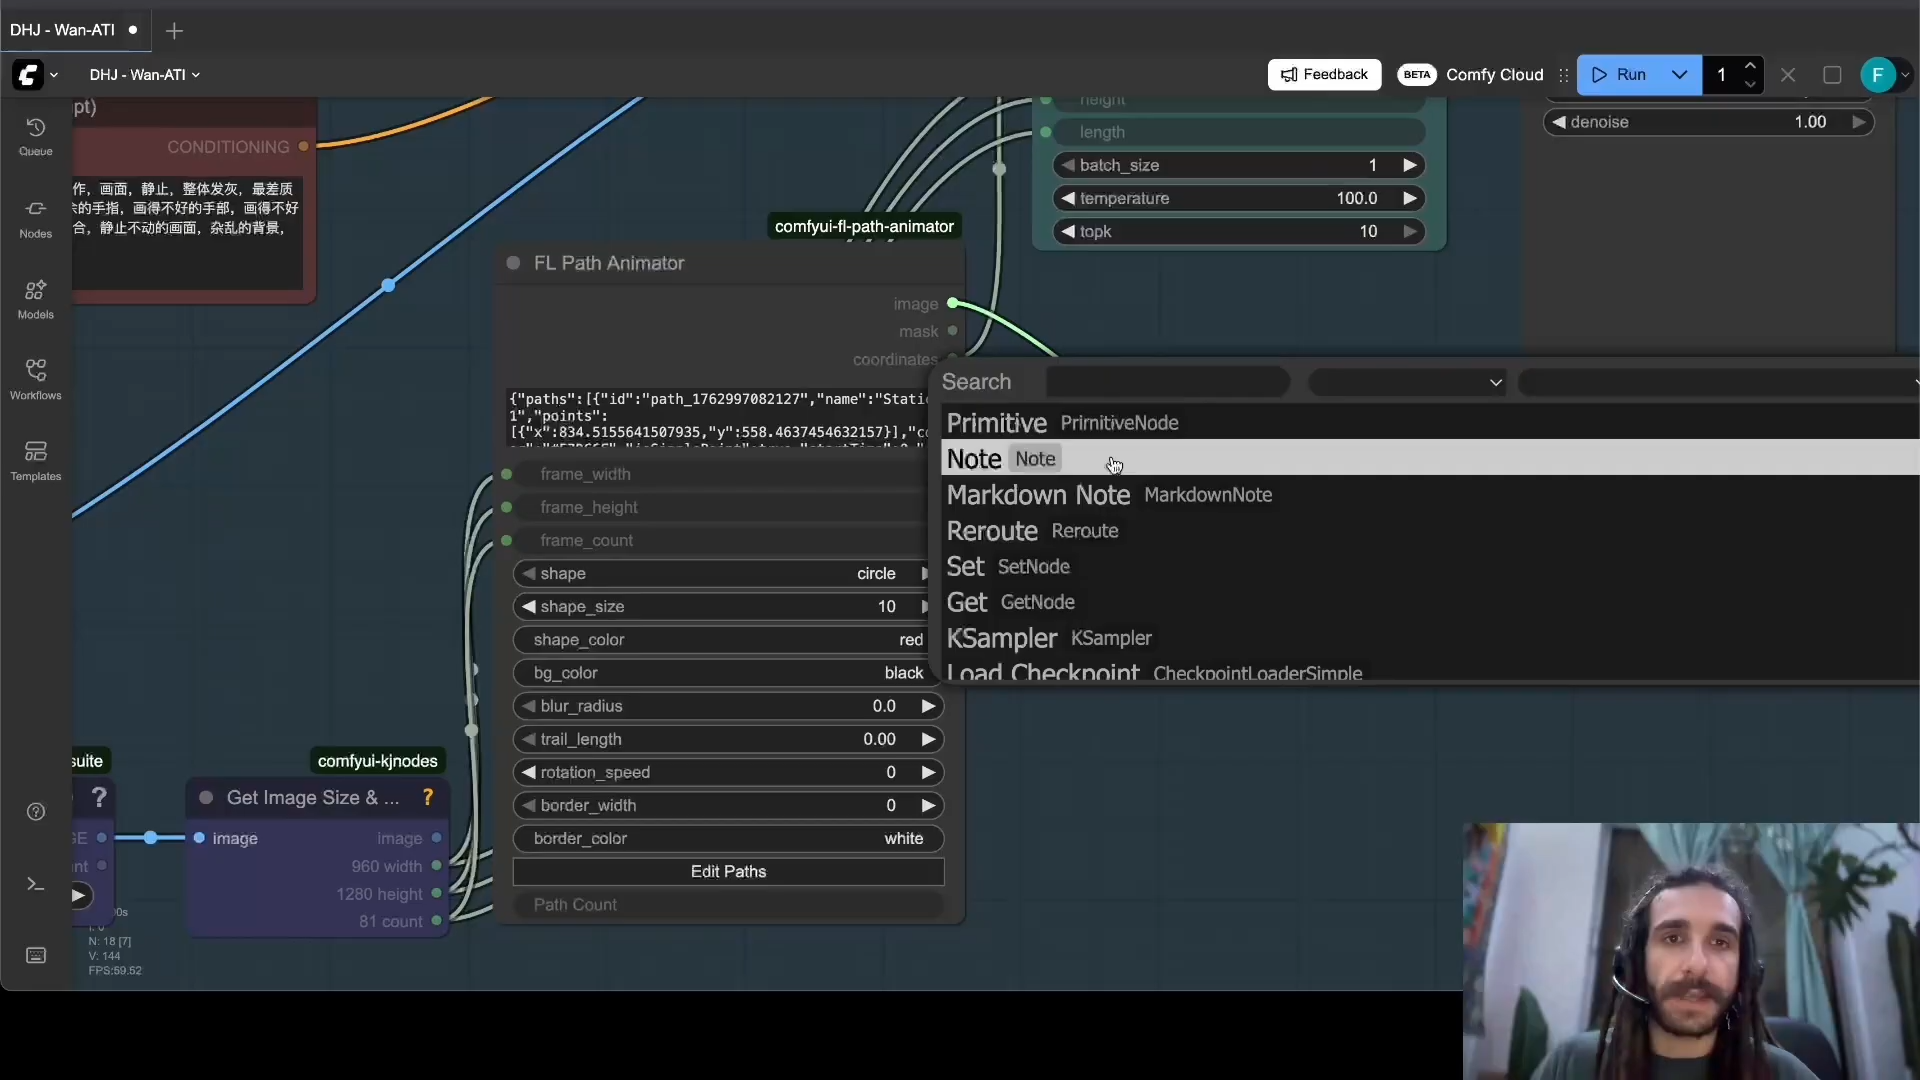 DHJ - Wan-ATI
DHJ - Wan-ATI
Feedback
BETA
Comfy Cloud
Run
1
F
Queue
Nodes
Models
Workflows
Templates
pt)
CONDITIONING
作，画面，静止，整体发灰，最差质
的手指，画得不好的手部，画得不好
合，静止不动的画面，杂乱的背景，
height
length
batch_size 1
temperature 100.0
topk 10
denoise 1.00
comfyui-fl-path-animator
FL Path Animator
image
mask
coordinates
{"paths":[{"id":"path_1762997082127","name":"Stati
1","points":
[{"x":834.5155641507935,"y":558.4637454632157}],"co
frame_width
frame_height
frame_count
shape circle
shape_size 10
shape_color red
bg_color black
blur_radius 0.0
trail_length 0.00
rotation_speed 0
border_width 0
border_color white
Edit Paths
Path Count
Search
Primitive PrimitiveNode
Note Note
Markdown Note MarkdownNote
Reroute Reroute
Set SetNode
Get GetNode
KSampler KSampler
Load Checkpoint CheckpointLoaderSimple
suite
?
GE
nt
comfyui-kjnodes
Get Image Size & ... ?
image image
960 width
1280 height
81 count
N: 18 [7]
V: 144
FPS:59.52